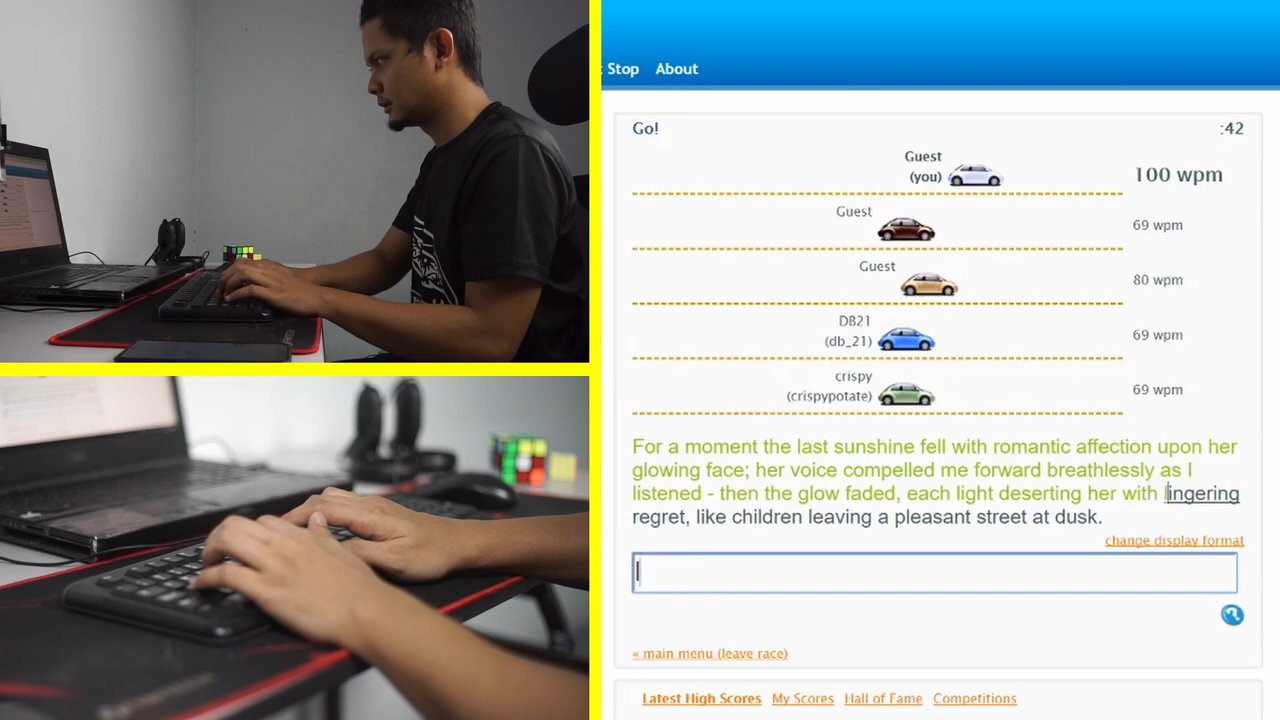 Stop About
Go! :42
Guest
(you) 100 wpm
Guest
69 wpm
Guest
80 wpm
DB21
(db_21) 69 wpm
crispy
(crispypotate) 69 wpm
For a moment the last sunshine fell with romantic affection upon her
glowing face; her voice compelled me forward breathlessly as I
listened - then the glow faded, each light deserting her with lingering
regret, like children leaving a pleasant street at dusk.
change display format
l
« main menu (leave race)
Latest High Scores My Scores Hall of Fame Competitions